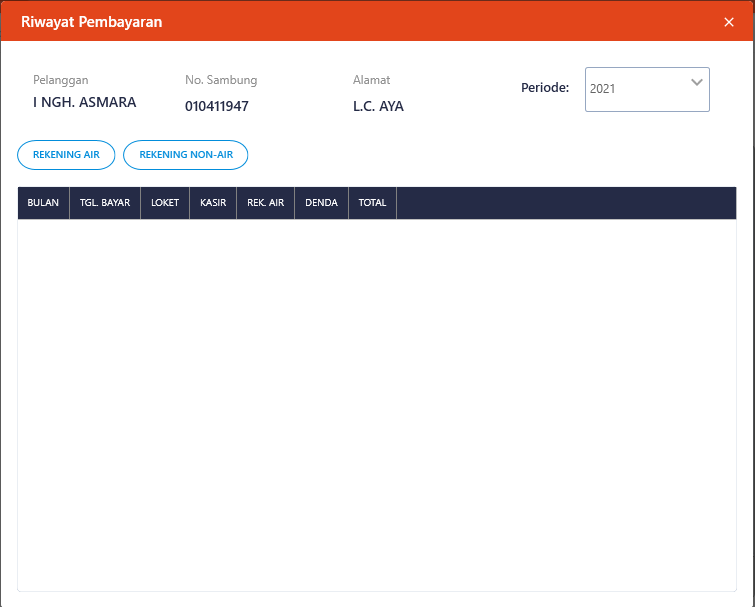 Riwayat Pembayaran
Pelanggan No. Sambung Alamat
I NGH. ASMARA 010411947 L.C. AYA
Periode: 2021
REKENING AIR REKENING NON-AIR
BULAN TGL. BAYAR LOKET KASIR REK. AIR DENDA TOTAL